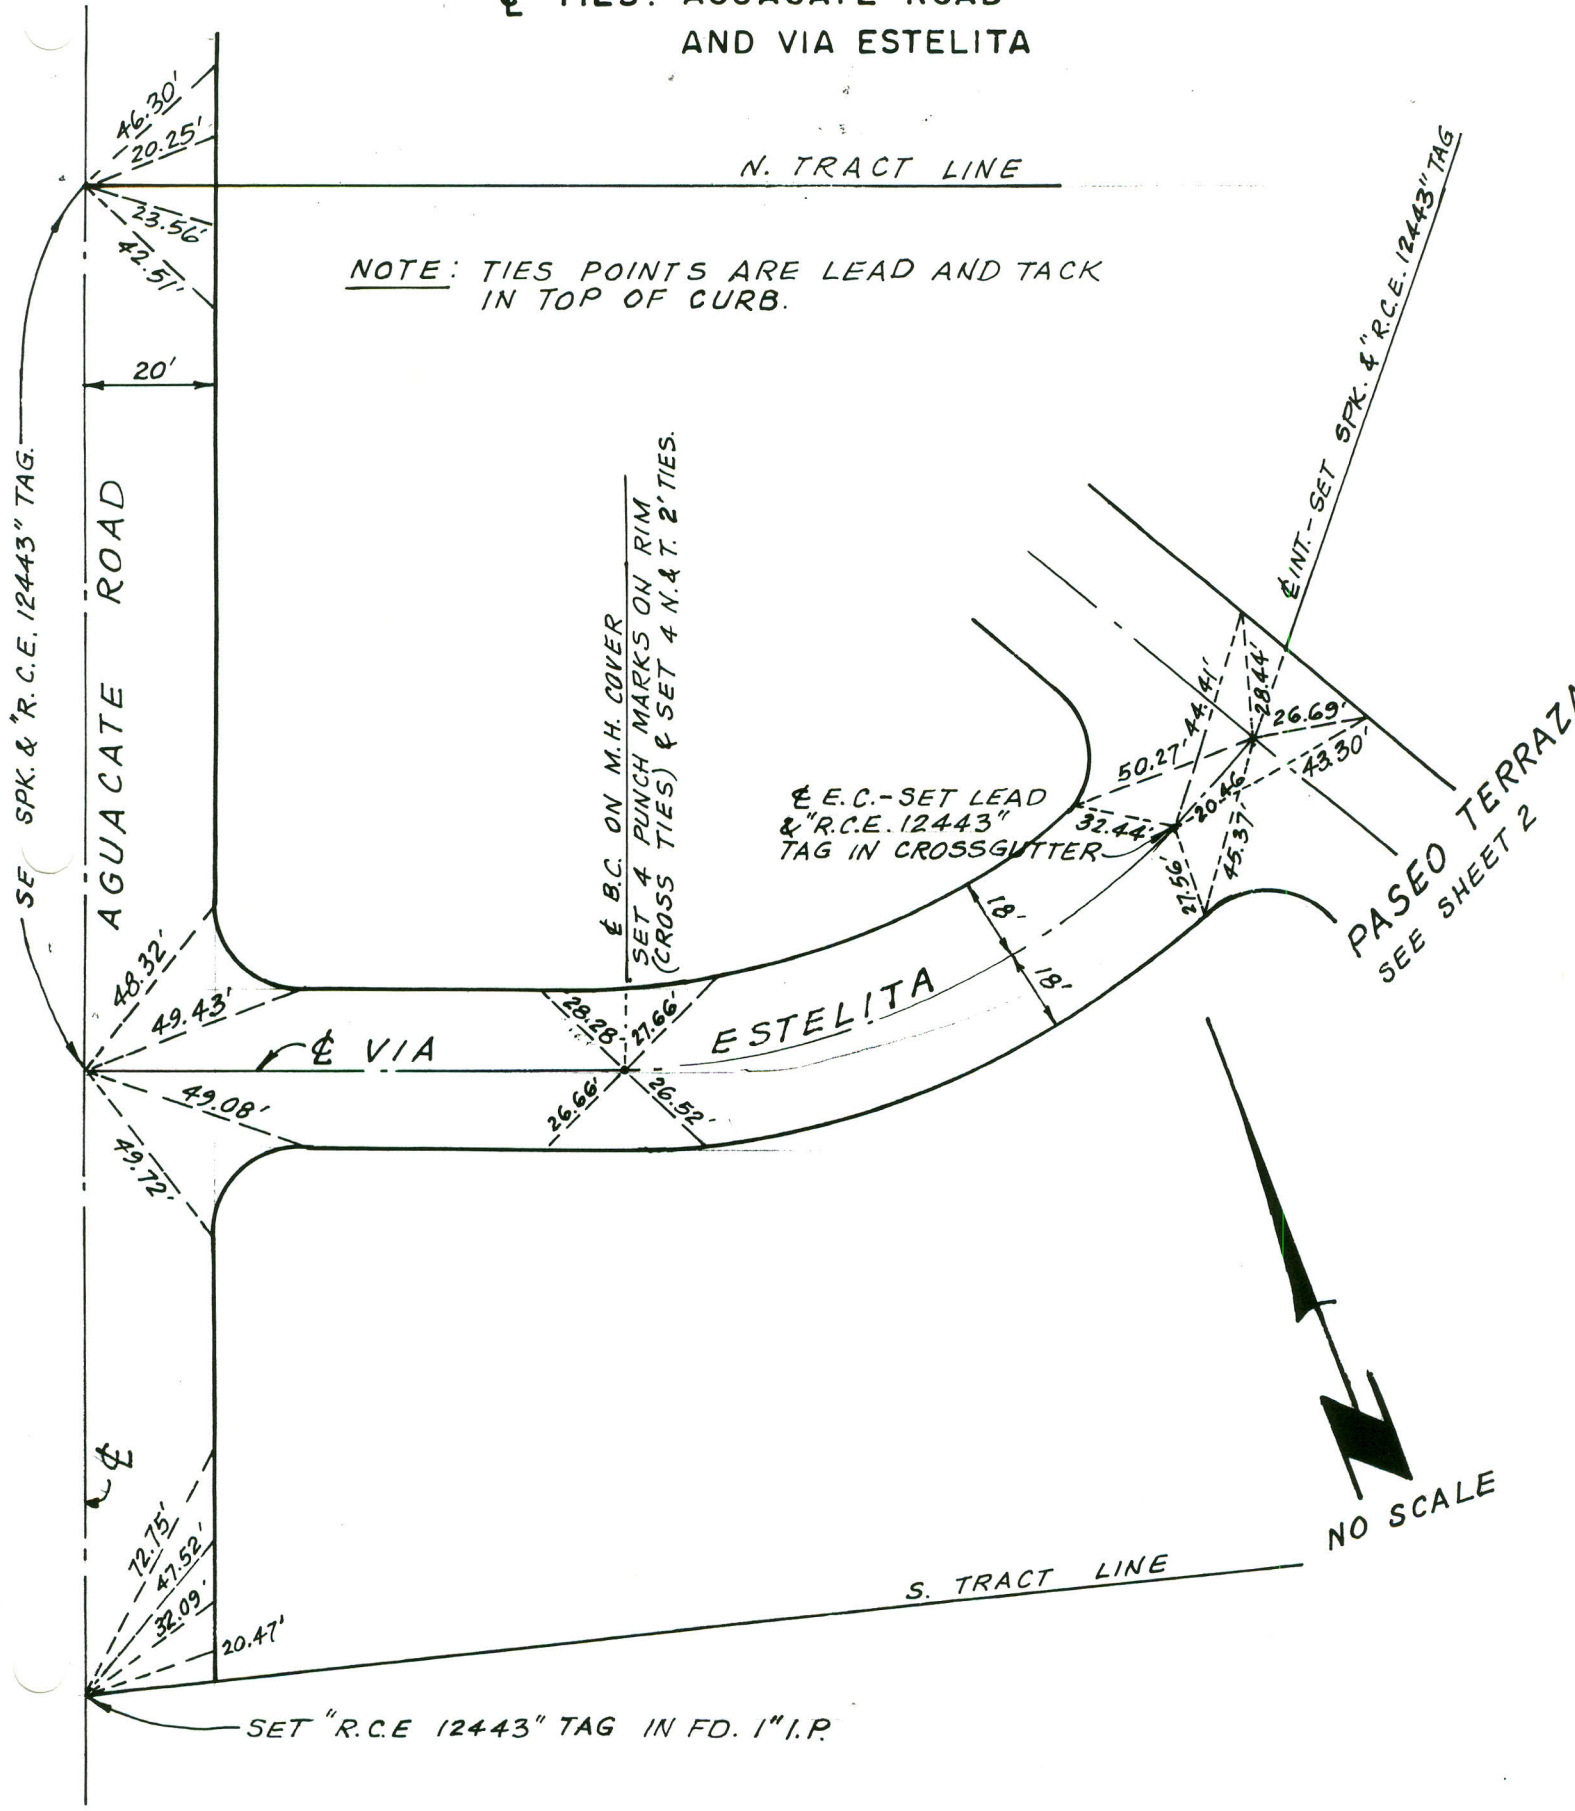 ℄ TIES: AGUACATE ROAD
AND VIA ESTELITA
46.30'
20.25'
N. TRACT LINE
23.56'
42.51'
NOTE: TIES POINTS ARE LEAD AND TACK
IN TOP OF CURB.
20'
SE SPK. & "R.C.E. 12443" TAG.
AGUACATE ROAD
℄ B.C. ON M.H. COVER
SET 4 PUNCH MARKS ON RIM
(CROSS TIES) & SET 4 N.& T. 2' TIES.
℄ INT.-SET SPK. & "R.C.E. 12443" TAG
44.41'
28.44'
26.69'
50.27'
43.30'
℄ E.C.-SET LEAD
& "R.C.E. 12443"
TAG IN CROSSGUTTER
32.44'
20.46
45.37'
27.56'
PASEO TERRAZA
SEE SHEET 2
18'
18'
48.32'
49.43'
28.28
27.66'
℄ VIA
ESTELITA
49.08'
49.72'
26.66'
26.52'
℄
72.75'
47.52'
32.09'
20.47'
S. TRACT LINE
NO SCALE
SET "R.C.E 12443" TAG IN FD. 1" I.P.